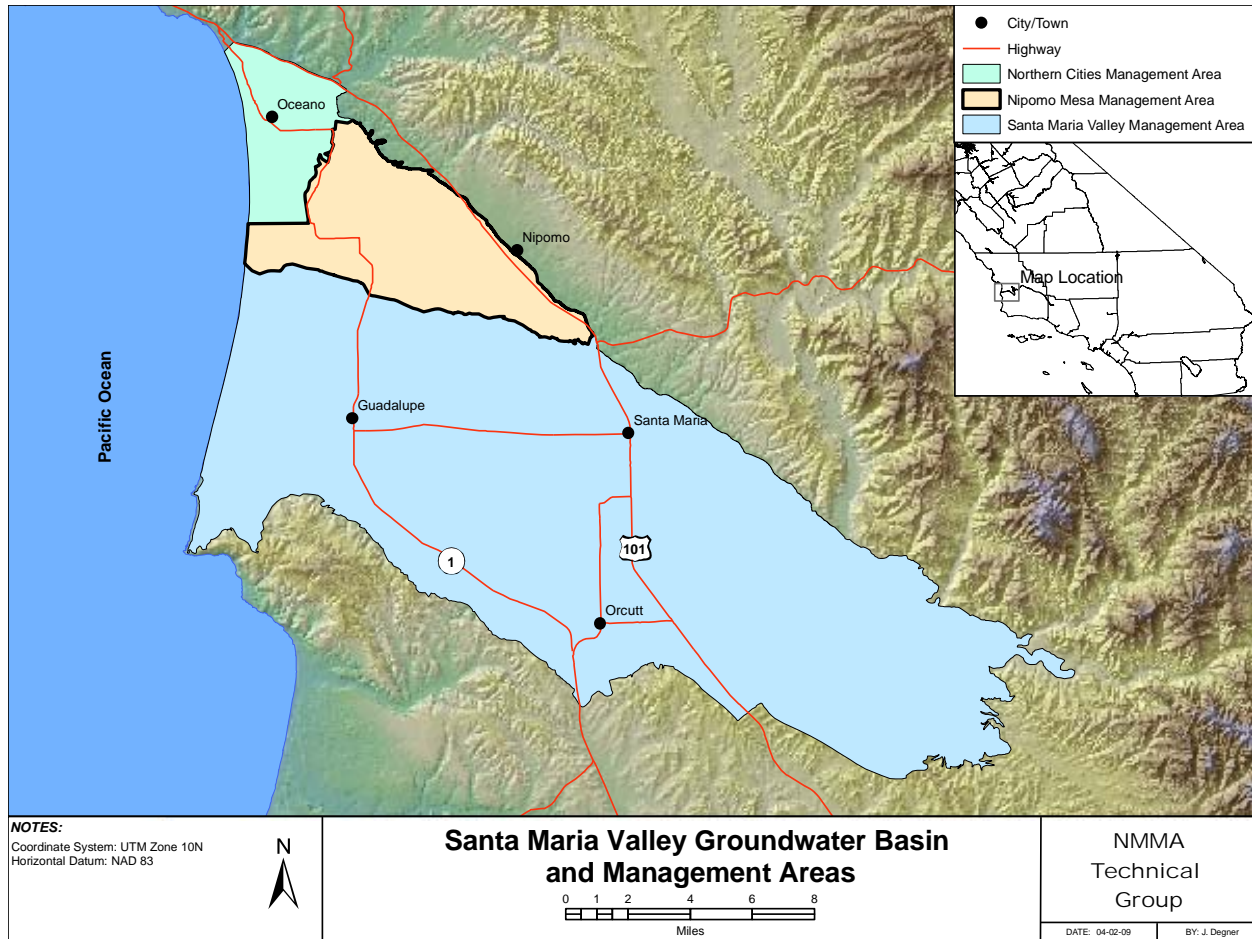 City/Town
Highway
Northern Cities Management Area
Nipomo Mesa Management Area
Santa Maria Valley Management Area
Map Location
Oceano
Nipomo
Pacific Ocean
Guadalupe
Santa Maria
101
1
Orcutt
NOTES:
Coordinate System: UTM Zone 10N
Horizontal Datum: NAD 83
N
Santa Maria Valley Groundwater Basin
and Management Areas
0 1 2 4 6 8
Miles
NMMA
Technical
Group
DATE: 04-02-09
BY: J. Degner